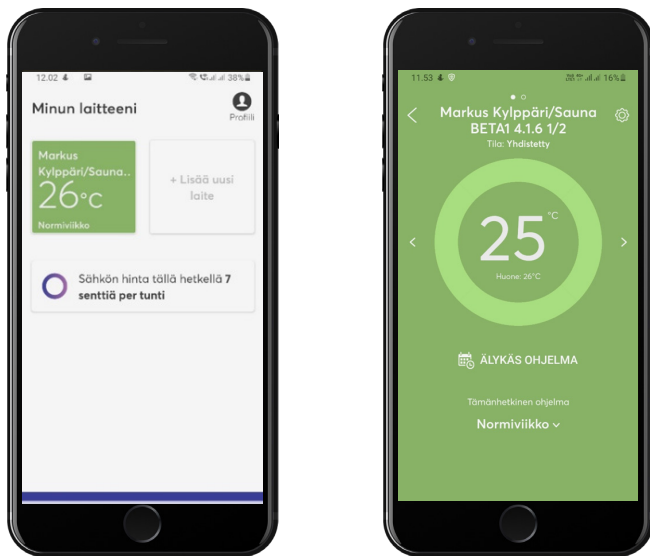 12.02
38%
Minun laitteeni
Profiili
Markus
Kylppäri/Sauna..
26°C
Normiviikko
+ Lisää uusi
laite
Sähkön hinta tällä hetkellä 7
senttiä per tunti
11.53
16%
Markus Kylppäri/Sauna
BETA1 4.1.6 1/2
Tila: Yhdistetty
25°C
Huone: 26°C
ÄLYKÄS OHJELMA
Tämänhetkinen ohjelma
Normiviikko